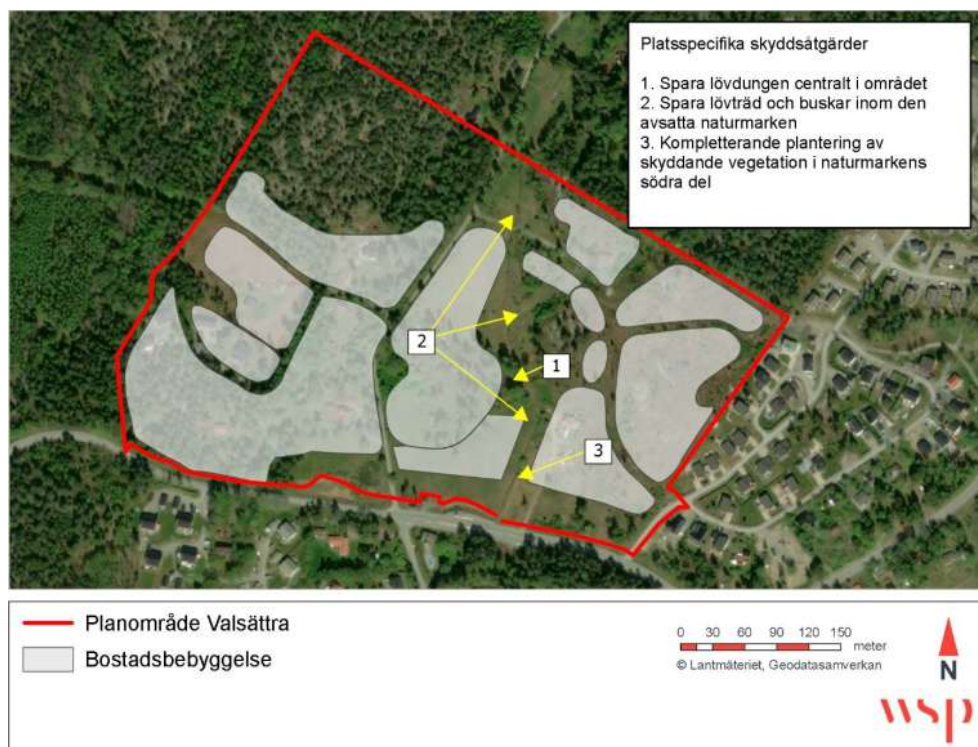 Platsspecifika skyddsåtgärder
1. Spara lövdungen centralt i området
2. Spara lövträd och buskar inom den
avsatta naturmarken
3. Kompletterande plantering av
skyddande vegetation i naturmarkens
södra del
2
1
3
Planområde Valsättra
Bostadsbebyggelse
0 30 60 90 120 150
meter
© Lantmäteriet, Geodatasamverkan
N
wsp